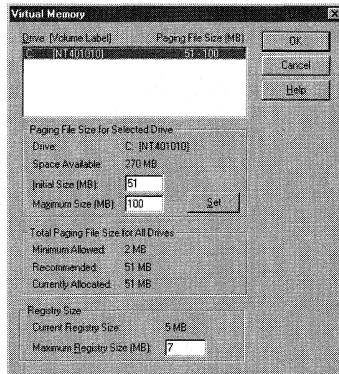 Virtual Memory
Drive [Volume Label] Paging File Size (MB)
C: [NT401010] 51 - 100
OK
Cancel
Help
Paging File Size for Selected Drive
Drive: C: [NT401010]
Space Available: 270 MB
Initial Size (MB): 51
Maximum Size (MB): 100 Set
Total Paging File Size for All Drives
Minimum Allowed: 2 MB
Recommended: 51 MB
Currently Allocated: 51 MB
Registry Size
Current Registry Size: 5 MB
Maximum Registry Size (MB): 7